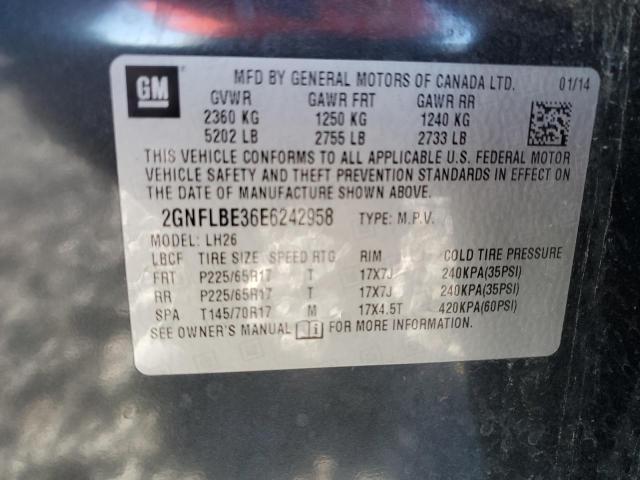 GM
MFD BY GENERAL MOTORS OF CANADA LTD. 01/14
GVWR GAWR FRT GAWR RR
2360 KG 1250 KG 1240 KG
5202 LB 2755 LB 2733 LB
THIS VEHICLE CONFORMS TO ALL APPLICABLE U.S. FEDERAL MOTOR
VEHICLE SAFETY AND THEFT PREVENTION STANDARDS IN EFFECT ON
THE DATE OF MANUFACTURE SHOWN ABOVE.
2GNFLBE36E6242958 TYPE: M.P.V.
MODEL: LH26
LBCF TIRE SIZE SPEED RTG RIM COLD TIRE PRESSURE
FRT P225/65R17 T 17X7J 240KPA(35PSI)
RR P225/65R17 T 17X7J 240KPA(35PSI)
SPA T145/70R17 M 17X4.5T 420KPA(60PSI)
SEE OWNER'S MANUAL FOR MORE INFORMATION.